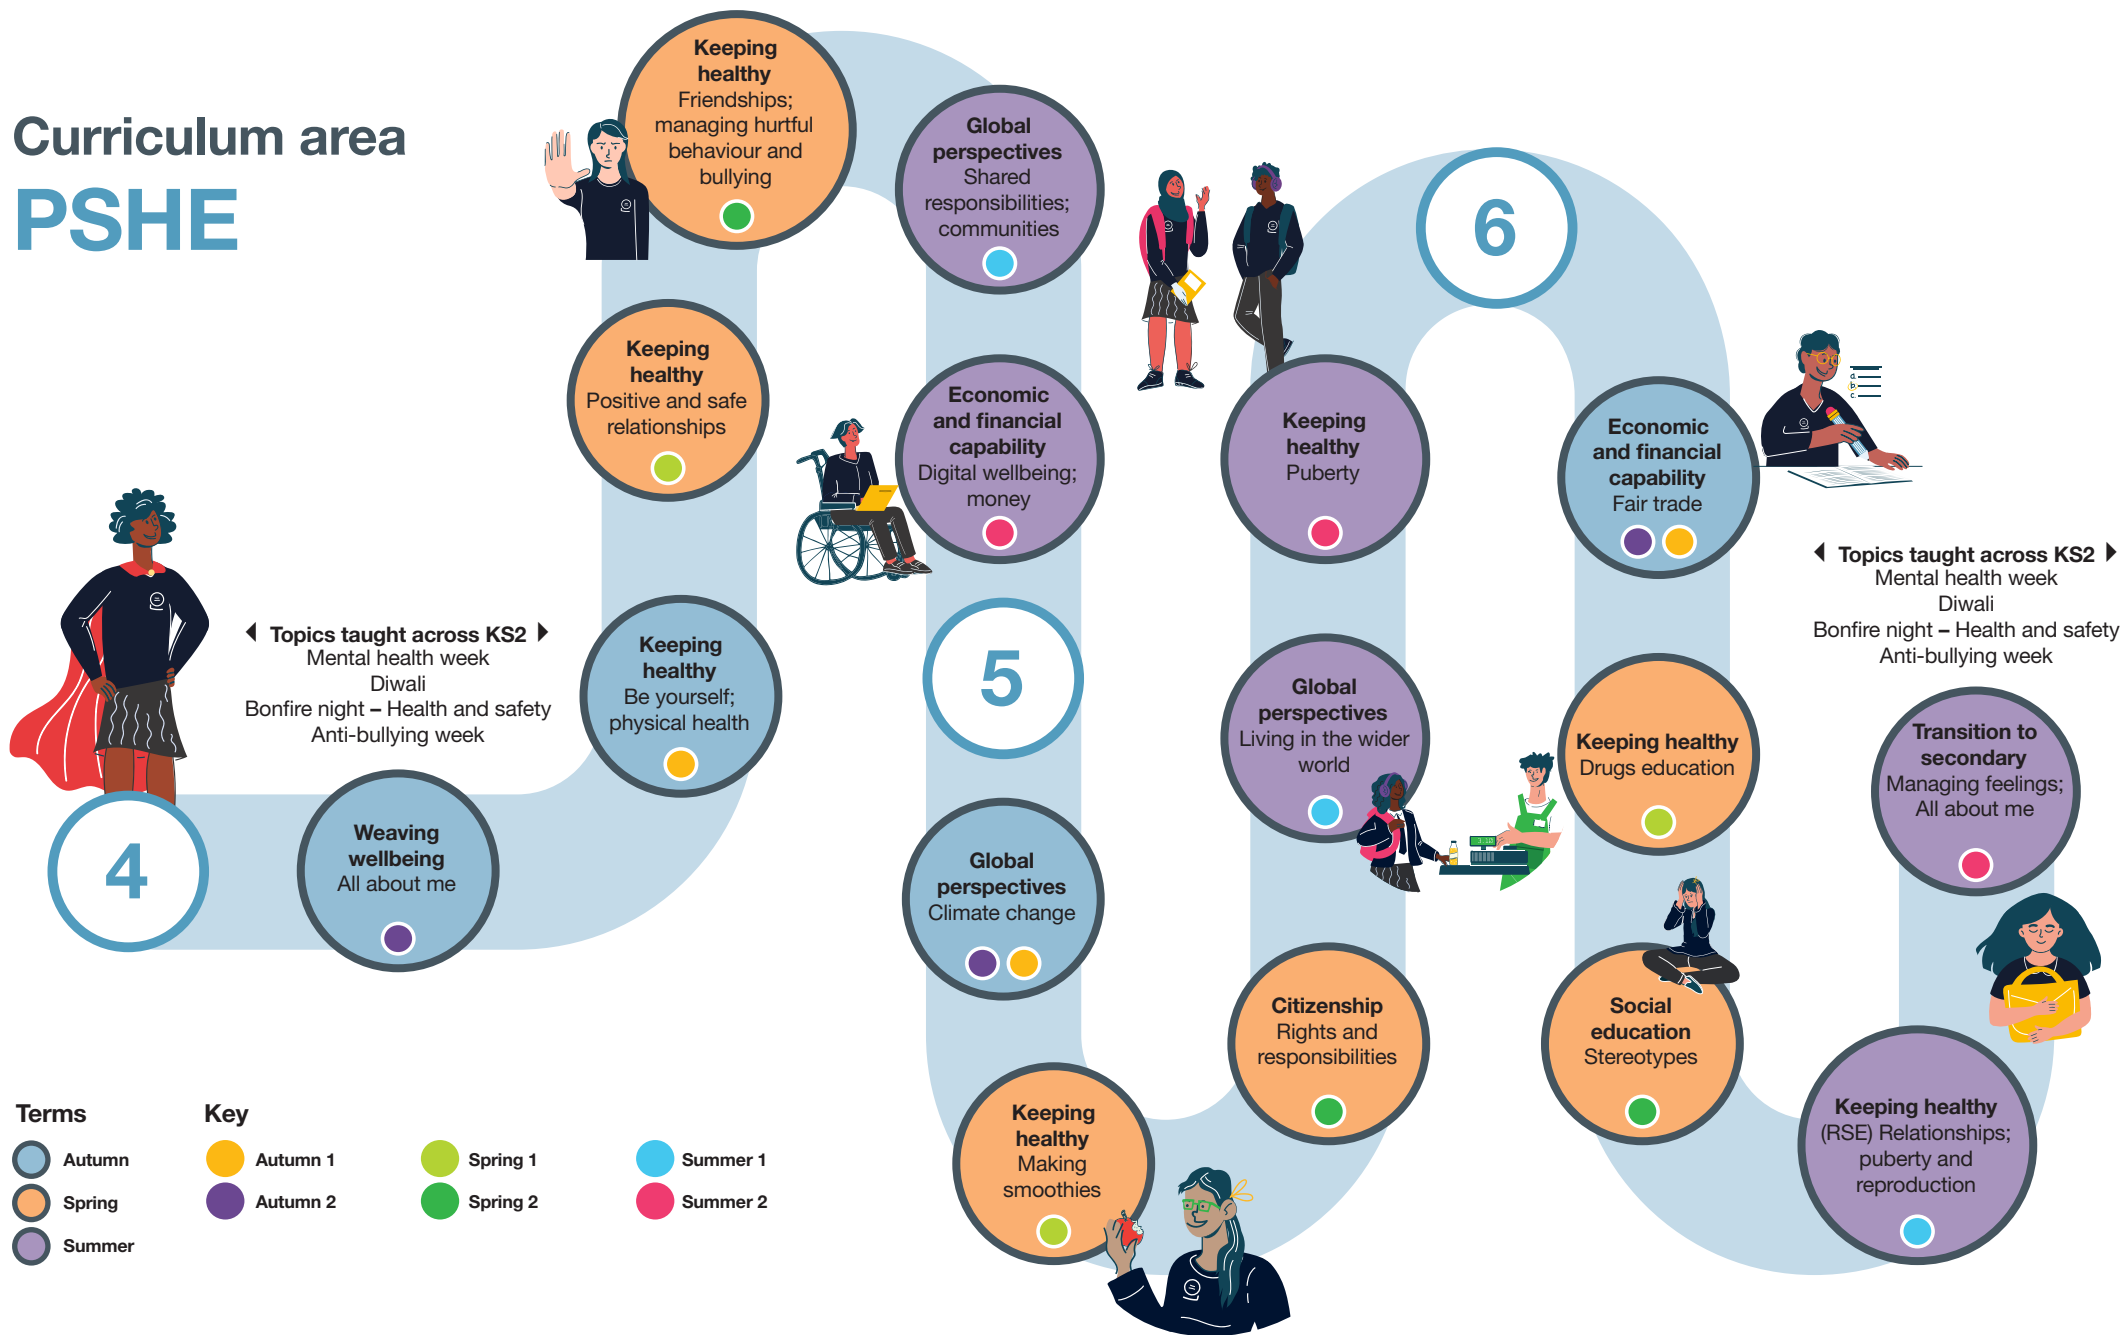 Curriculum area
PSHE
4
Topics taught across KS2
Mental health week
Diwali
Bonfire night – Health and safety
Anti-bullying week
Weaving
wellbeing
All about me
Keeping
healthy
Be yourself;
physical health
Keeping
healthy
Positive and safe
relationships
Keeping
healthy
Friendships;
managing hurtful
behaviour and
bullying
Global
perspectives
Shared
responsibilities;
communities
Economic
and financial
capability
Digital wellbeing;
money
5
Global
perspectives
Climate change
Keeping
healthy
Making
smoothies
Citizenship
Rights and
responsibilities
Global
perspectives
Living in the wider
world
Keeping
healthy
Puberty
6
Economic
and financial
capability
Fair trade
a.
b.
c.
Keeping healthy
Drugs education
Social
education
Stereotypes
Keeping healthy
(RSE) Relationships;
puberty and
reproduction
Transition to
secondary
Managing feelings;
All about me
Topics taught across KS2
Mental health week
Diwali
Bonfire night – Health and safety
Anti-bullying week
Terms
Autumn
Spring
Summer
Key
Autumn 1
Autumn 2
Spring 1
Spring 2
Summer 1
Summer 2